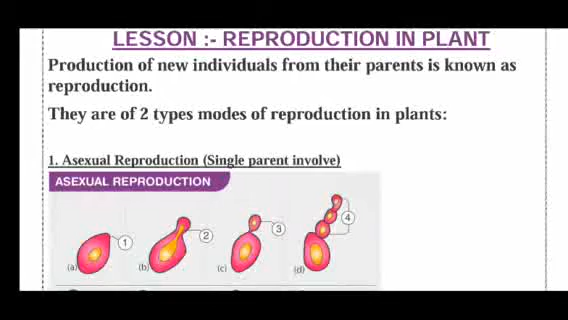 LESSON :- REPRODUCTION IN PLANT
Production of new individuals from their parents is known as
reproduction.
They are of 2 types modes of reproduction in plants:
1. Asexual Reproduction (Single parent involve)
ASEXUAL REPRODUCTION
1
2
3
4
(a)
(b)
(c)
(d)